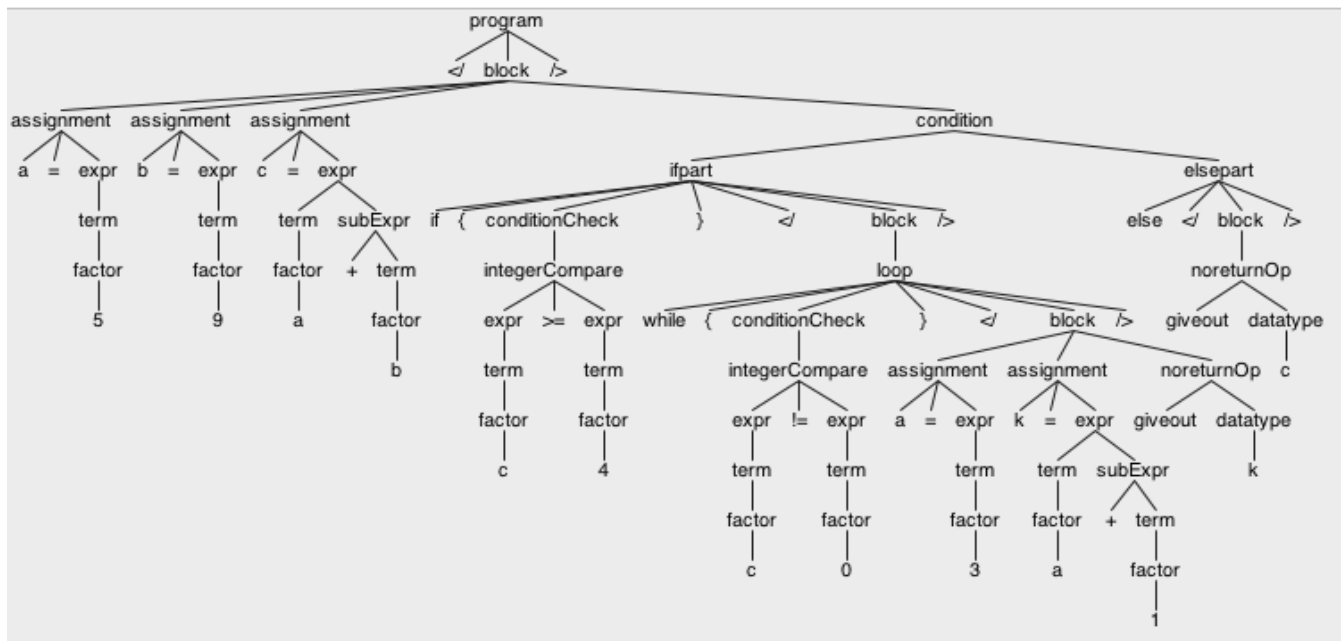 program
</ block />
assignment assignment assignment condition
a = expr b = expr c = expr ifpart elsepart
term term term subExpr if { conditionCheck } </ block /> else </ block />
factor factor factor + term integerCompare loop noreturnOp
5 9 a factor expr >= expr while { conditionCheck } </ block /> giveout datatype
b term term integerCompare assignment assignment noreturnOp c
factor factor expr != expr a = expr k = expr giveout datatype
c 4 term term term term subExpr k
factor factor factor factor + term
c 0 3 a factor
1